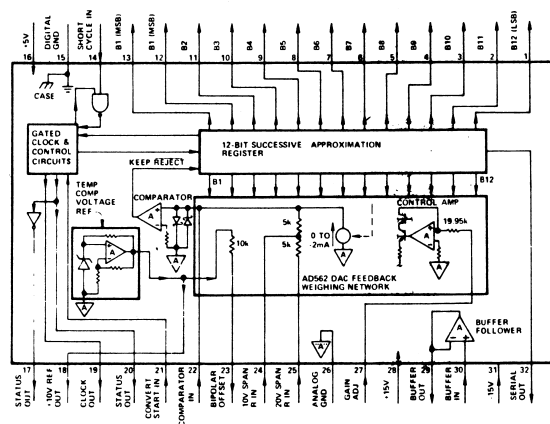 +5V
DIGITAL
GND
SHORT
CYCLE IN
B1 (MSB)
B1 (MSB)
B2
B3
B4
B5
B6
B7
B8
B9
B10
B11
B12 (LSB)
16
15
14
13
12
11
10
9
8
7
6
5
4
3
2
1
CASE
GATED
CLOCK &
CONTROL
CIRCUITS
12-BIT SUCCESSIVE APPROXIMATION
REGISTER
KEEP REJECT
B1
B12
TEMP
COMP
VOLTAGE
REF
COMPARATOR
A
A
A
A
10k
5k
5k
0 TO
-2mA
A
CONTROL AMP
A
19.95k
A
AD562 DAC FEEDBACK
WEIGHING NETWORK
A
A
BUFFER
FOLLOWER
17
18
19
20
21
22
23
24
25
26
27
28
29
30
31
32
STATUS
OUT
+10V REF
OUT
CLOCK
OUT
STATUS
OUT
CONVERT
START IN
COMPARATOR
IN
BIPOLAR
OFFSET
10V SPAN
R IN
20V SPAN
R IN
ANALOG
GND
GAIN
ADJ
+15V
BUFFER
OUT
BUFFER
IN
-15V
SERIAL
OUT